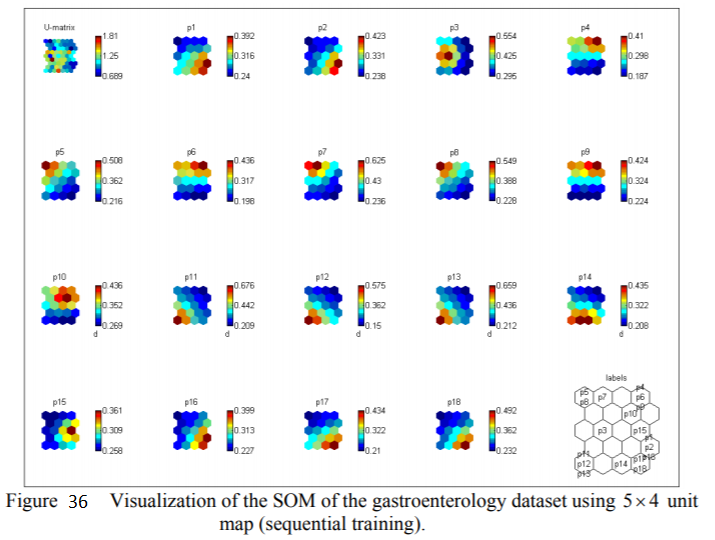 U-matrix
1.81
1.25
0.689
p1
0.392
0.316
0.24
p2
0.423
0.331
0.238
p3
0.554
0.425
0.295
p4
0.41
0.298
0.187
p5
0.508
0.362
0.216
p6
0.436
0.317
0.198
p7
0.625
0.43
0.236
p8
0.549
0.388
0.228
p9
0.424
0.324
0.224
p10
0.436
0.352
0.269
d
p11
0.676
0.442
0.209
d
p12
0.575
0.362
0.15
d
p13
0.659
0.436
0.212
d
p14
0.435
0.322
0.208
d
p15
0.361
0.309
0.258
p16
0.399
0.313
0.227
p17
0.434
0.322
0.21
p18
0.492
0.362
0.232
labels
p5
p8
p7
p4
p6
p9
p10
p3
p15
p1
p2
p16
p11
p12
p13
p14
p17
p18
Figure 36 Visualization of the SOM of the gastroenterology dataset using 5×4 unit
map (sequential training).